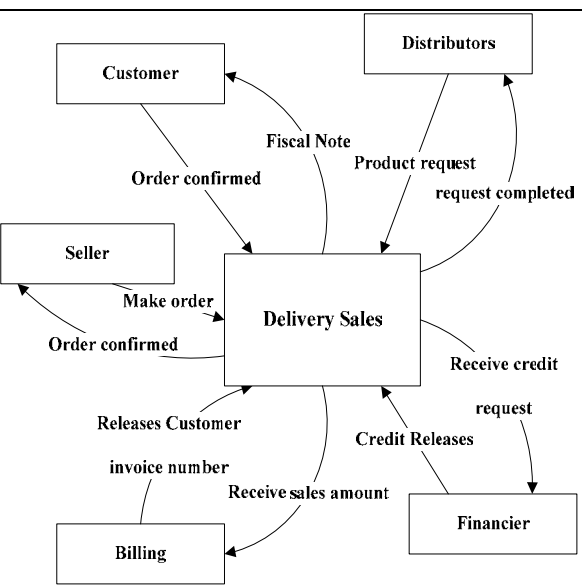 Distributors
Customer
Fiscal Note
Product request
Order confirmed
request completed
Seller
Make order
Delivery Sales
Order confirmed
Receive credit
request
Releases Customer
invoice number
Credit Releases
Receive sales amount
Financier
Billing